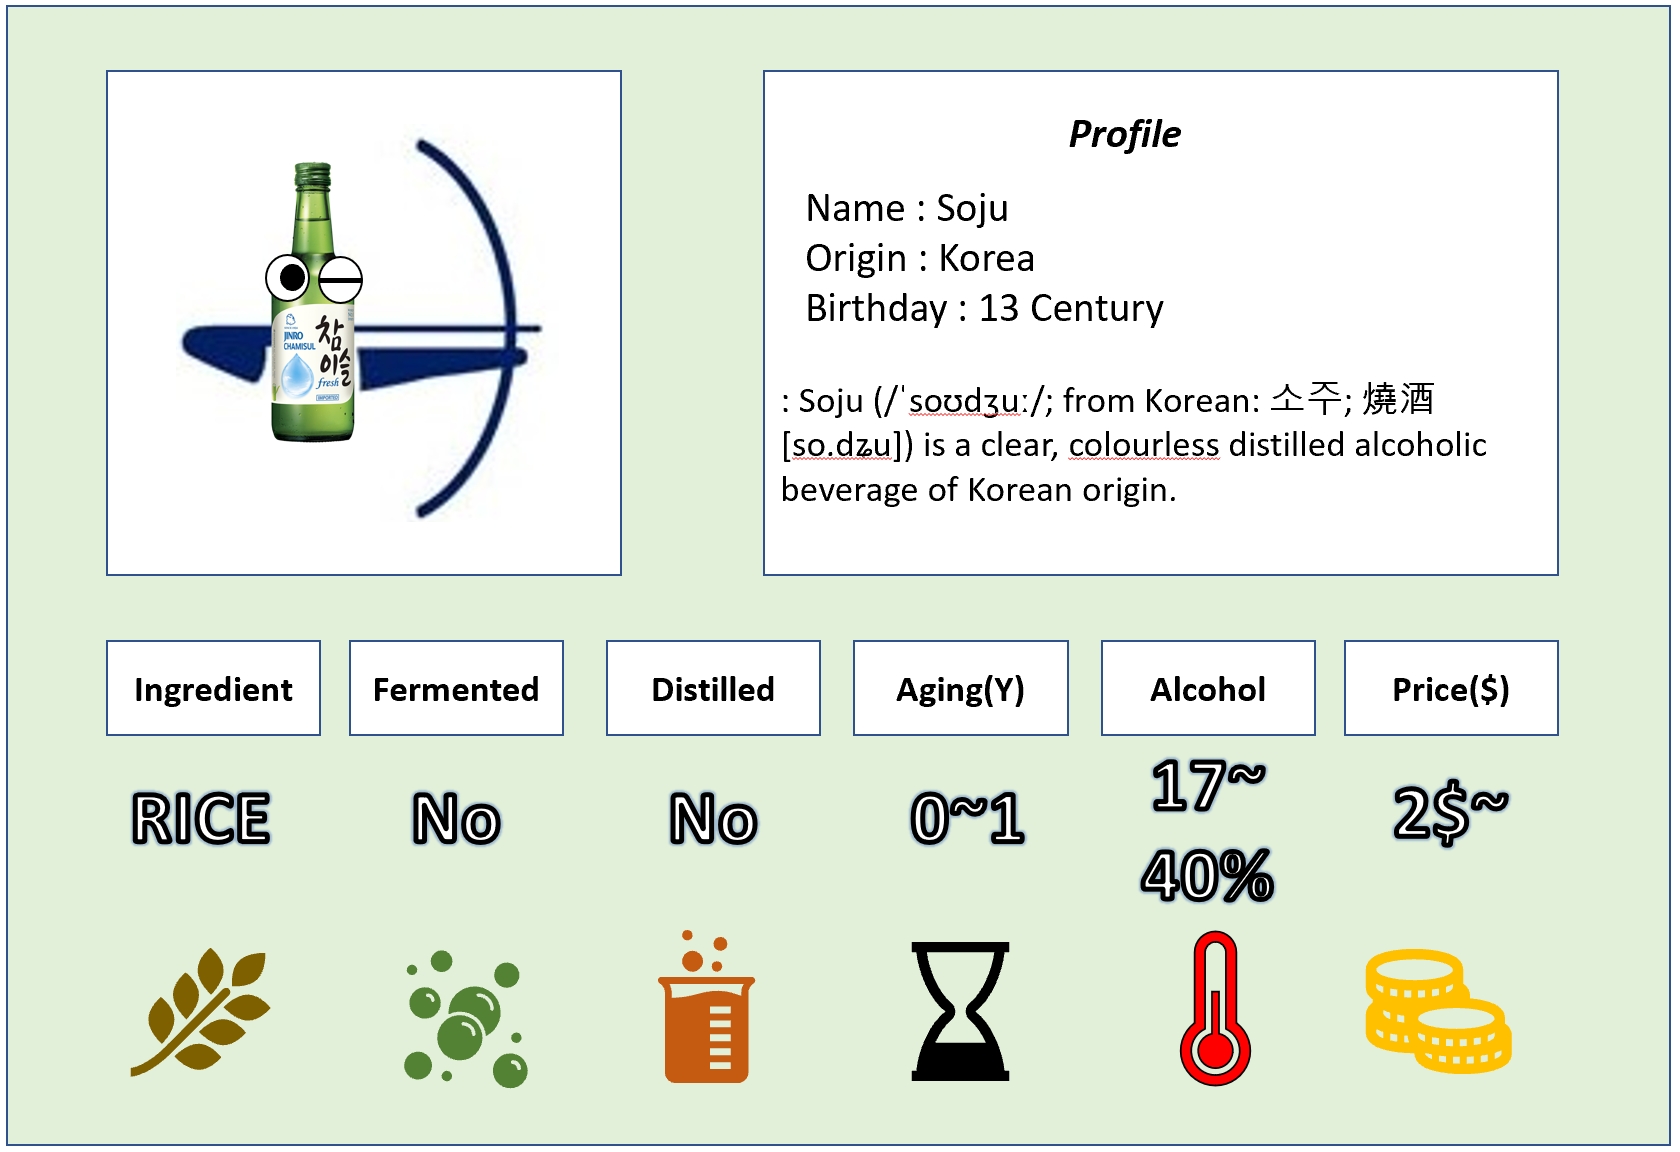 JINRO
CHAMISUL
참
이슬
fresh
IMPORTED
Profile
Name : Soju
Origin : Korea
Birthday : 13 Century
: Soju (/ˈsoʊdʒuː/; from Korean: 소주; 燒酒
[so.dʑu]) is a clear, colourless distilled alcoholic
beverage of Korean origin.
Ingredient
Fermented
Distilled
Aging(Y)
Alcohol
Price($)
RICE
No
No
0~1
17~
40%
2$~